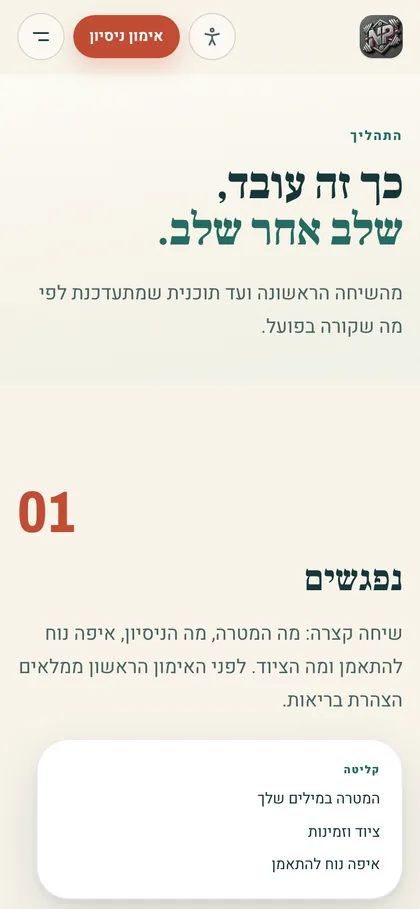 NP
אימון ניסיון
התהליך
כך זה עובד,
שלב אחר שלב.
מהשיחה הראשונה ועד תוכנית שמתעדכנת לפי
מה שקורה בפועל.
01
נפגשים
שיחה קצרה: מה המטרה, מה הניסיון, איפה נוח
להתאמן ומה הציוד. לפני האימון הראשון ממלאים
הצהרת בריאות.
קליטה
המטרה במילים שלך
ציוד וזמינות
איפה נוח להתאמן